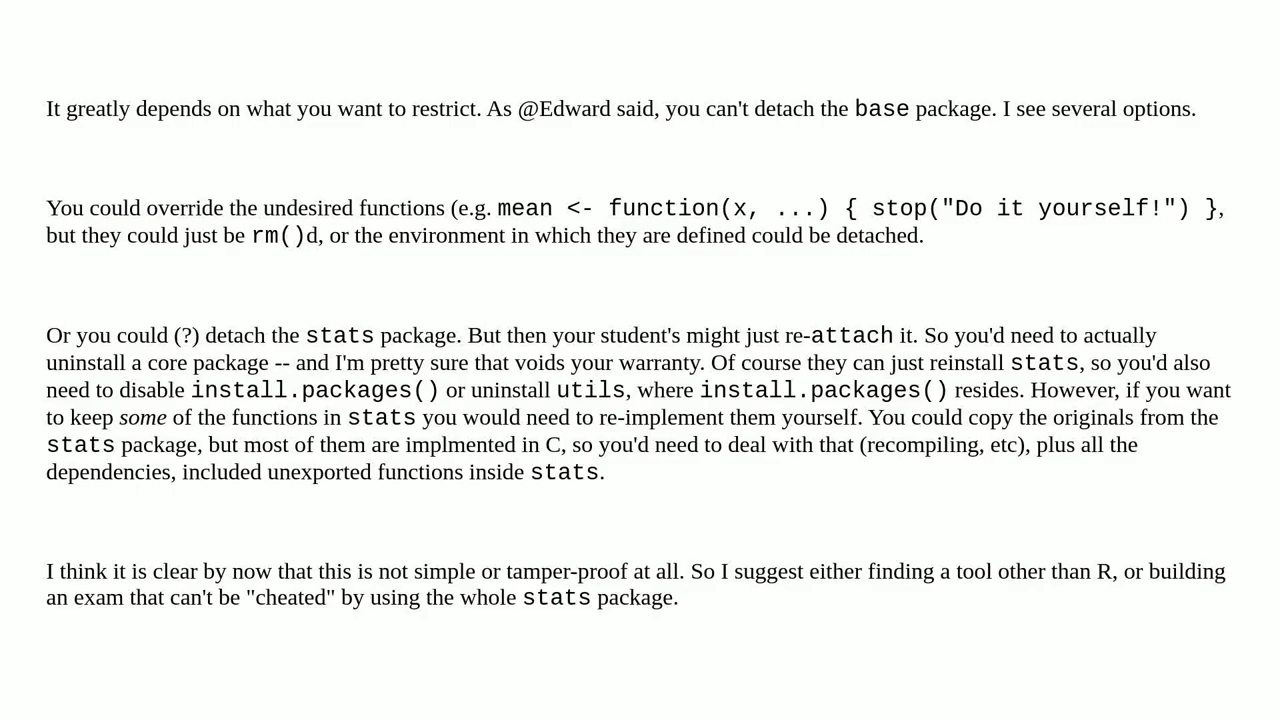 It greatly depends on what you want to restrict. As @Edward said, you can't detach the base package. I see several options.
You could override the undesired functions (e.g. mean <- function(x, ...) { stop("Do it yourself!") },
but they could just be rm()d, or the environment in which they are defined could be detached.
Or you could (?) detach the stats package. But then your student's might just re-attach it. So you'd need to actually
uninstall a core package -- and I'm pretty sure that voids your warranty. Of course they can just reinstall stats, so you'd also
need to disable install.packages() or uninstall utils, where install.packages() resides. However, if you want
to keep some of the functions in stats you would need to re-implement them yourself. You could copy the originals from the
stats package, but most of them are implmented in C, so you'd need to deal with that (recompiling, etc), plus all the
dependencies, included unexported functions inside stats.
I think it is clear by now that this is not simple or tamper-proof at all. So I suggest either finding a tool other than R, or building
an exam that can't be "cheated" by using the whole stats package.